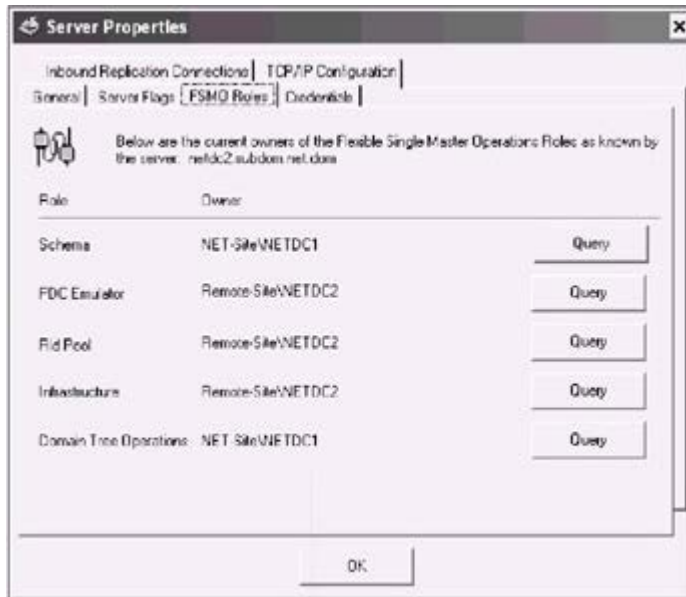 Server Properties
Inbound Replication Connections TCP/IP Configuration
General Server Flags FSMO Roles Credentials
Below are the current owners of the Flexible Single Master Operations Roles as known by
the server: netdc2.subdom.net.dom
Role Owner
Schema NET-Site\NETDC1 Query
PDC Emulator Remote-Site\NETDC2 Query
Rid Pool Remote-Site\NETDC2 Query
Infrastructure Remote-Site\NETDC2 Query
Domain Tree Operations NET-Site\NETDC1 Query
OK